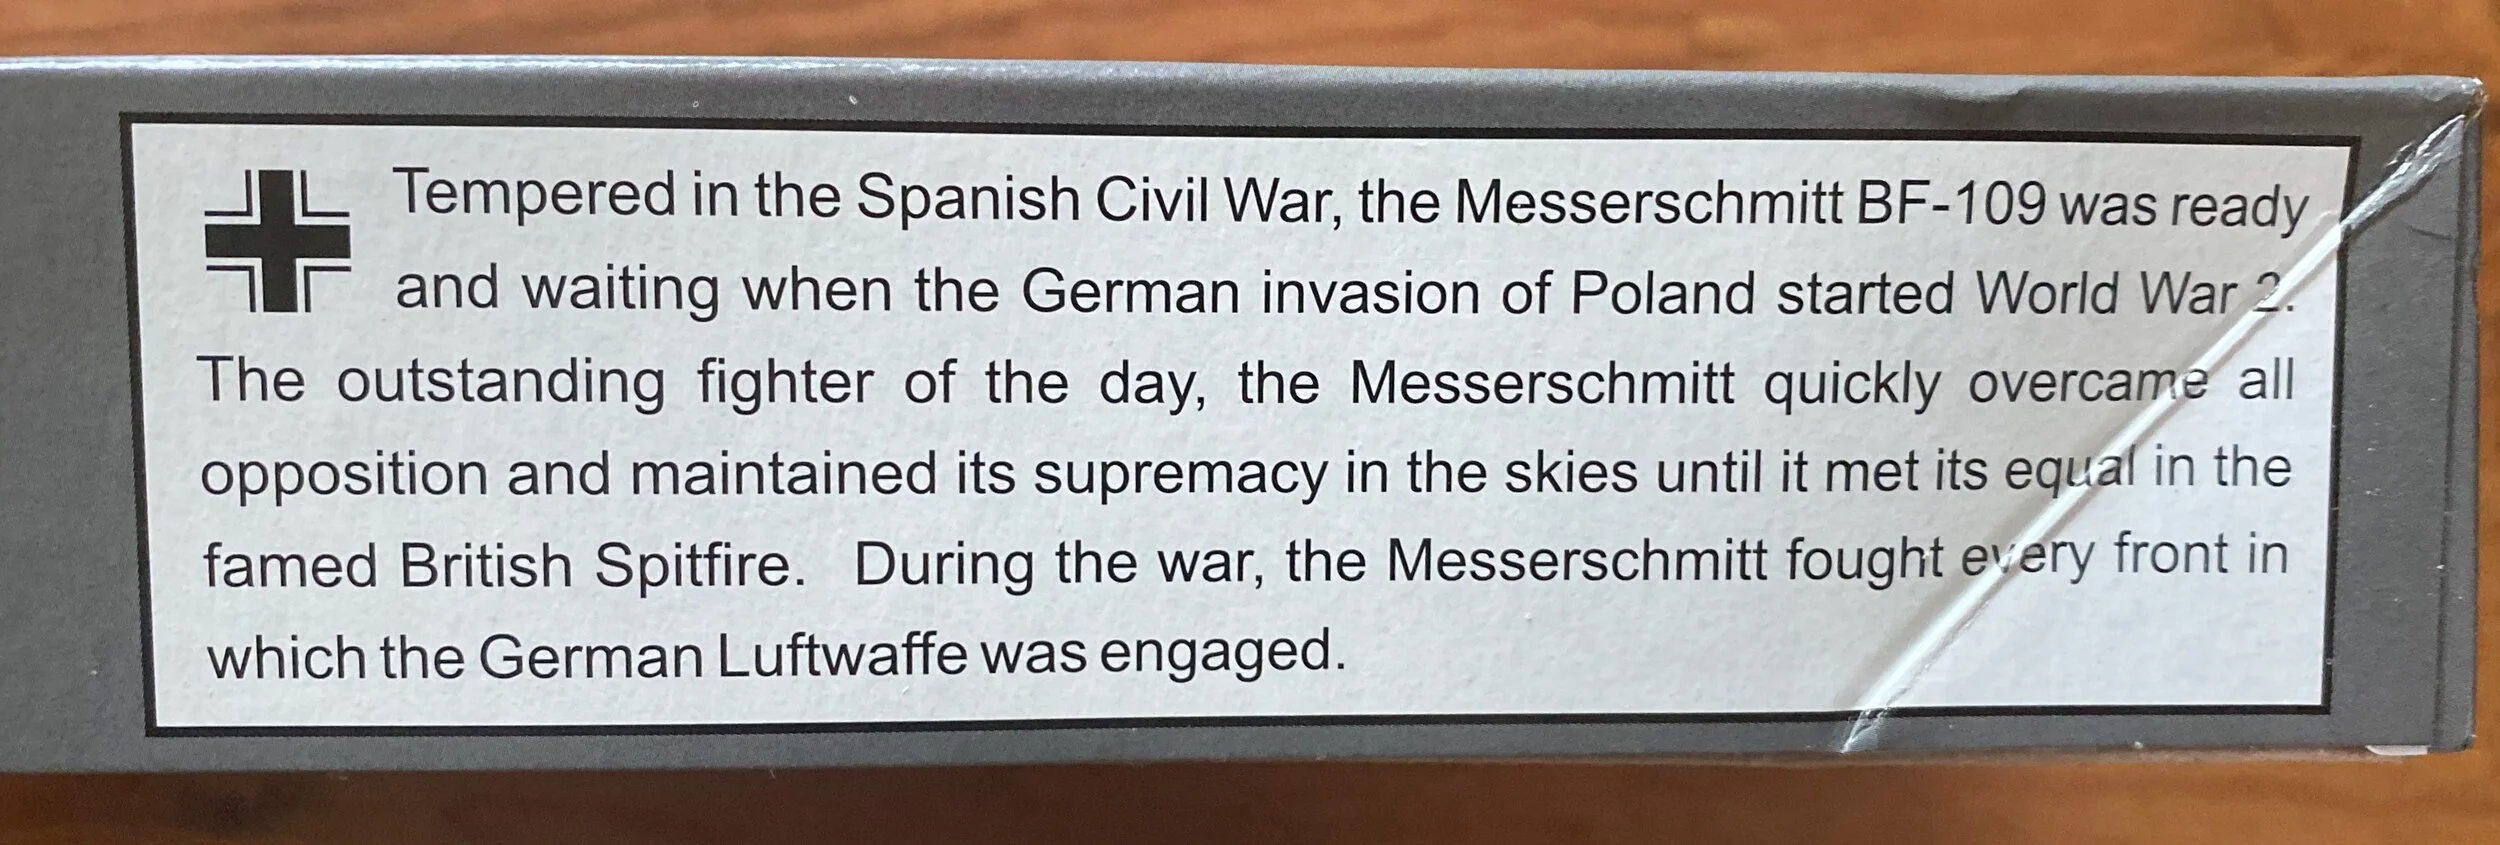 Tempered in the Spanish Civil War, the Messerschmitt BF-109 was ready
and waiting when the German invasion of Poland started World War 2.
The outstanding fighter of the day, the Messerschmitt quickly overcame all
opposition and maintained its supremacy in the skies until it met its equal in the
famed British Spitfire. During the war, the Messerschmitt fought every front in
which the German Luftwaffe was engaged.